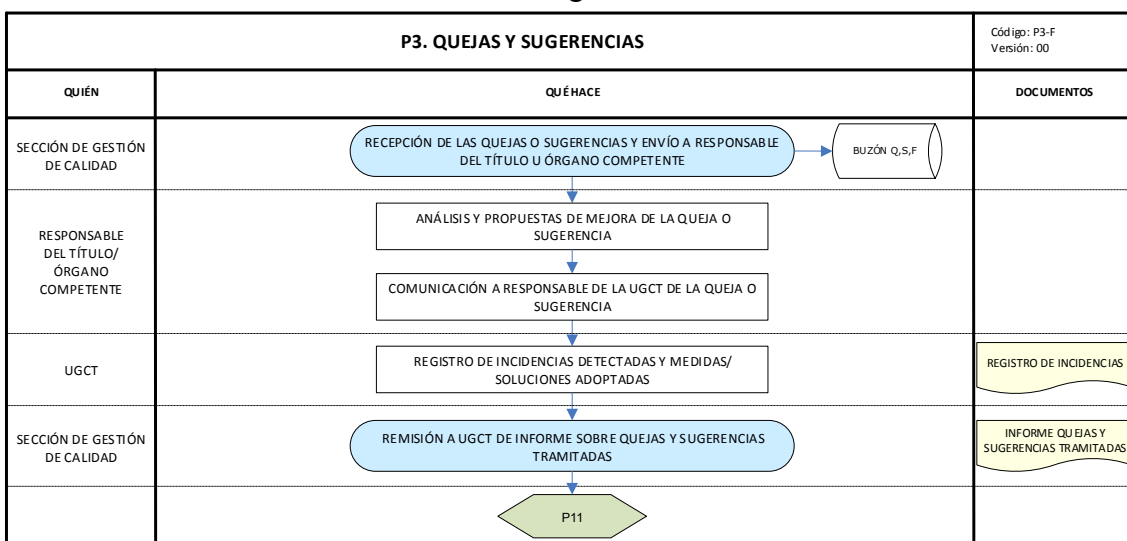 P3. QUEJAS Y SUGERENCIAS
Código: P3-F
Versión: 00
QUIÉN
QUÉ HACE
DOCUMENTOS
SECCIÓN DE GESTIÓN
DE CALIDAD
RECEPCIÓN DE LAS QUEJAS O SUGERENCIAS Y ENVÍO A RESPONSABLE
DEL TÍTULO U ÓRGANO COMPETENTE
BUZÓN Q,S,F
RESPONSABLE
DEL TÍTULO/
ÓRGANO
COMPETENTE
ANÁLISIS Y PROPUESTAS DE MEJORA DE LA QUEJA O
SUGERENCIA
COMUNICACIÓN A RESPONSABLE DE LA UGCT DE LA QUEJA O
SUGERENCIA
UGCT
REGISTRO DE INCIDENCIAS DETECTADAS Y MEDIDAS/
SOLUCIONES ADOPTADAS
REGISTRO DE INCIDENCIAS
SECCIÓN DE GESTIÓN
DE CALIDAD
REMISIÓN A UGCT DE INFORME SOBRE QUEJAS Y SUGERENCIAS
TRAMITADAS
INFORME QUEJAS Y
SUGERENCIAS TRAMITADAS
P11